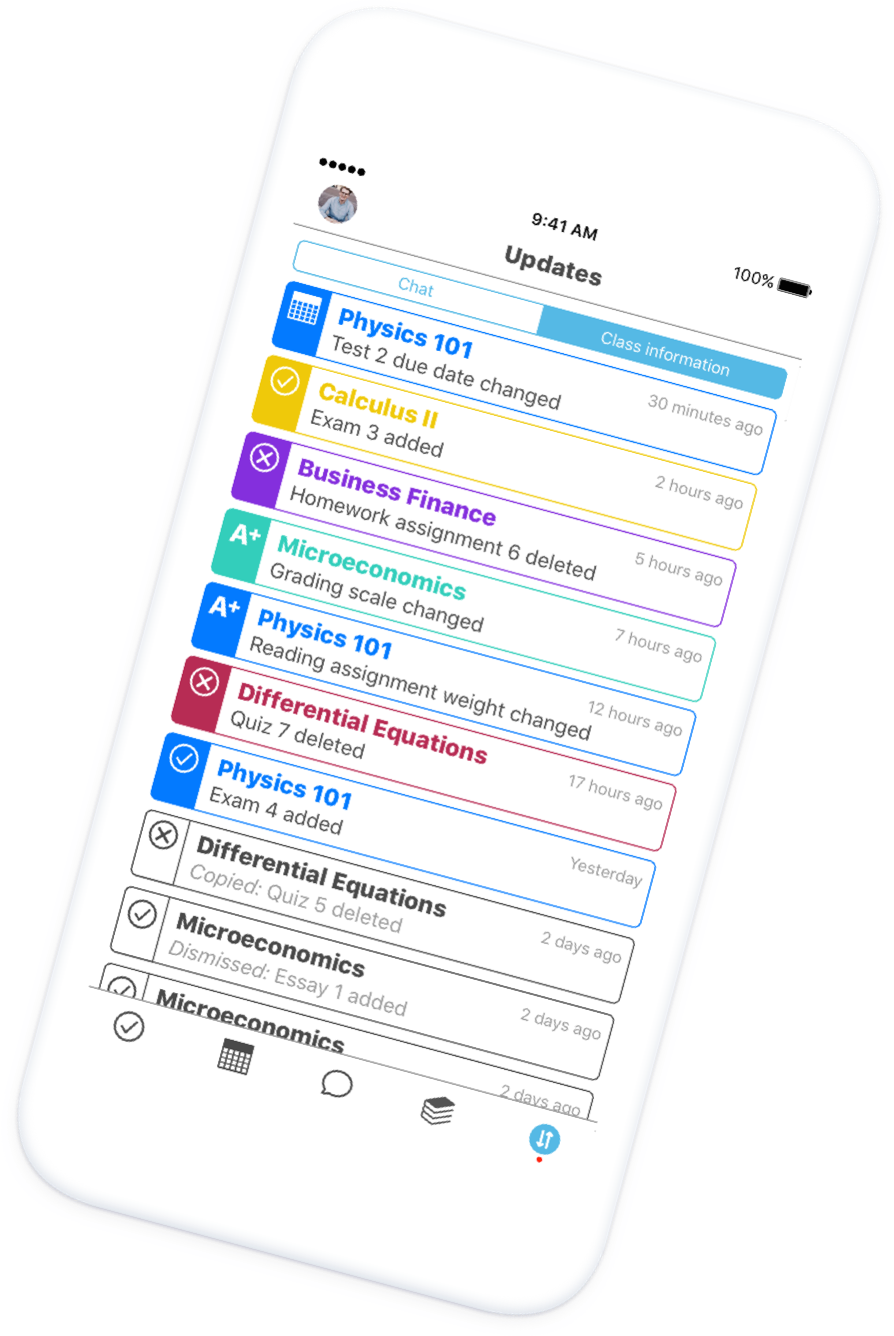 9:41 AM
100%
Updates
Chat
Class information
Physics 101
Test 2 due date changed
30 minutes ago
Calculus II
Exam 3 added
2 hours ago
Business Finance
Homework assignment 6 deleted
5 hours ago
A+
Microeconomics
Grading scale changed
7 hours ago
A+
Physics 101
Reading assignment weight changed
12 hours ago
Differential Equations
Quiz 7 deleted
17 hours ago
Physics 101
Exam 4 added
Yesterday
Differential Equations
Copied: Quiz 5 deleted
2 days ago
Microeconomics
Dismissed: Essay 1 added
2 days ago
Microeconomics
2 days ago